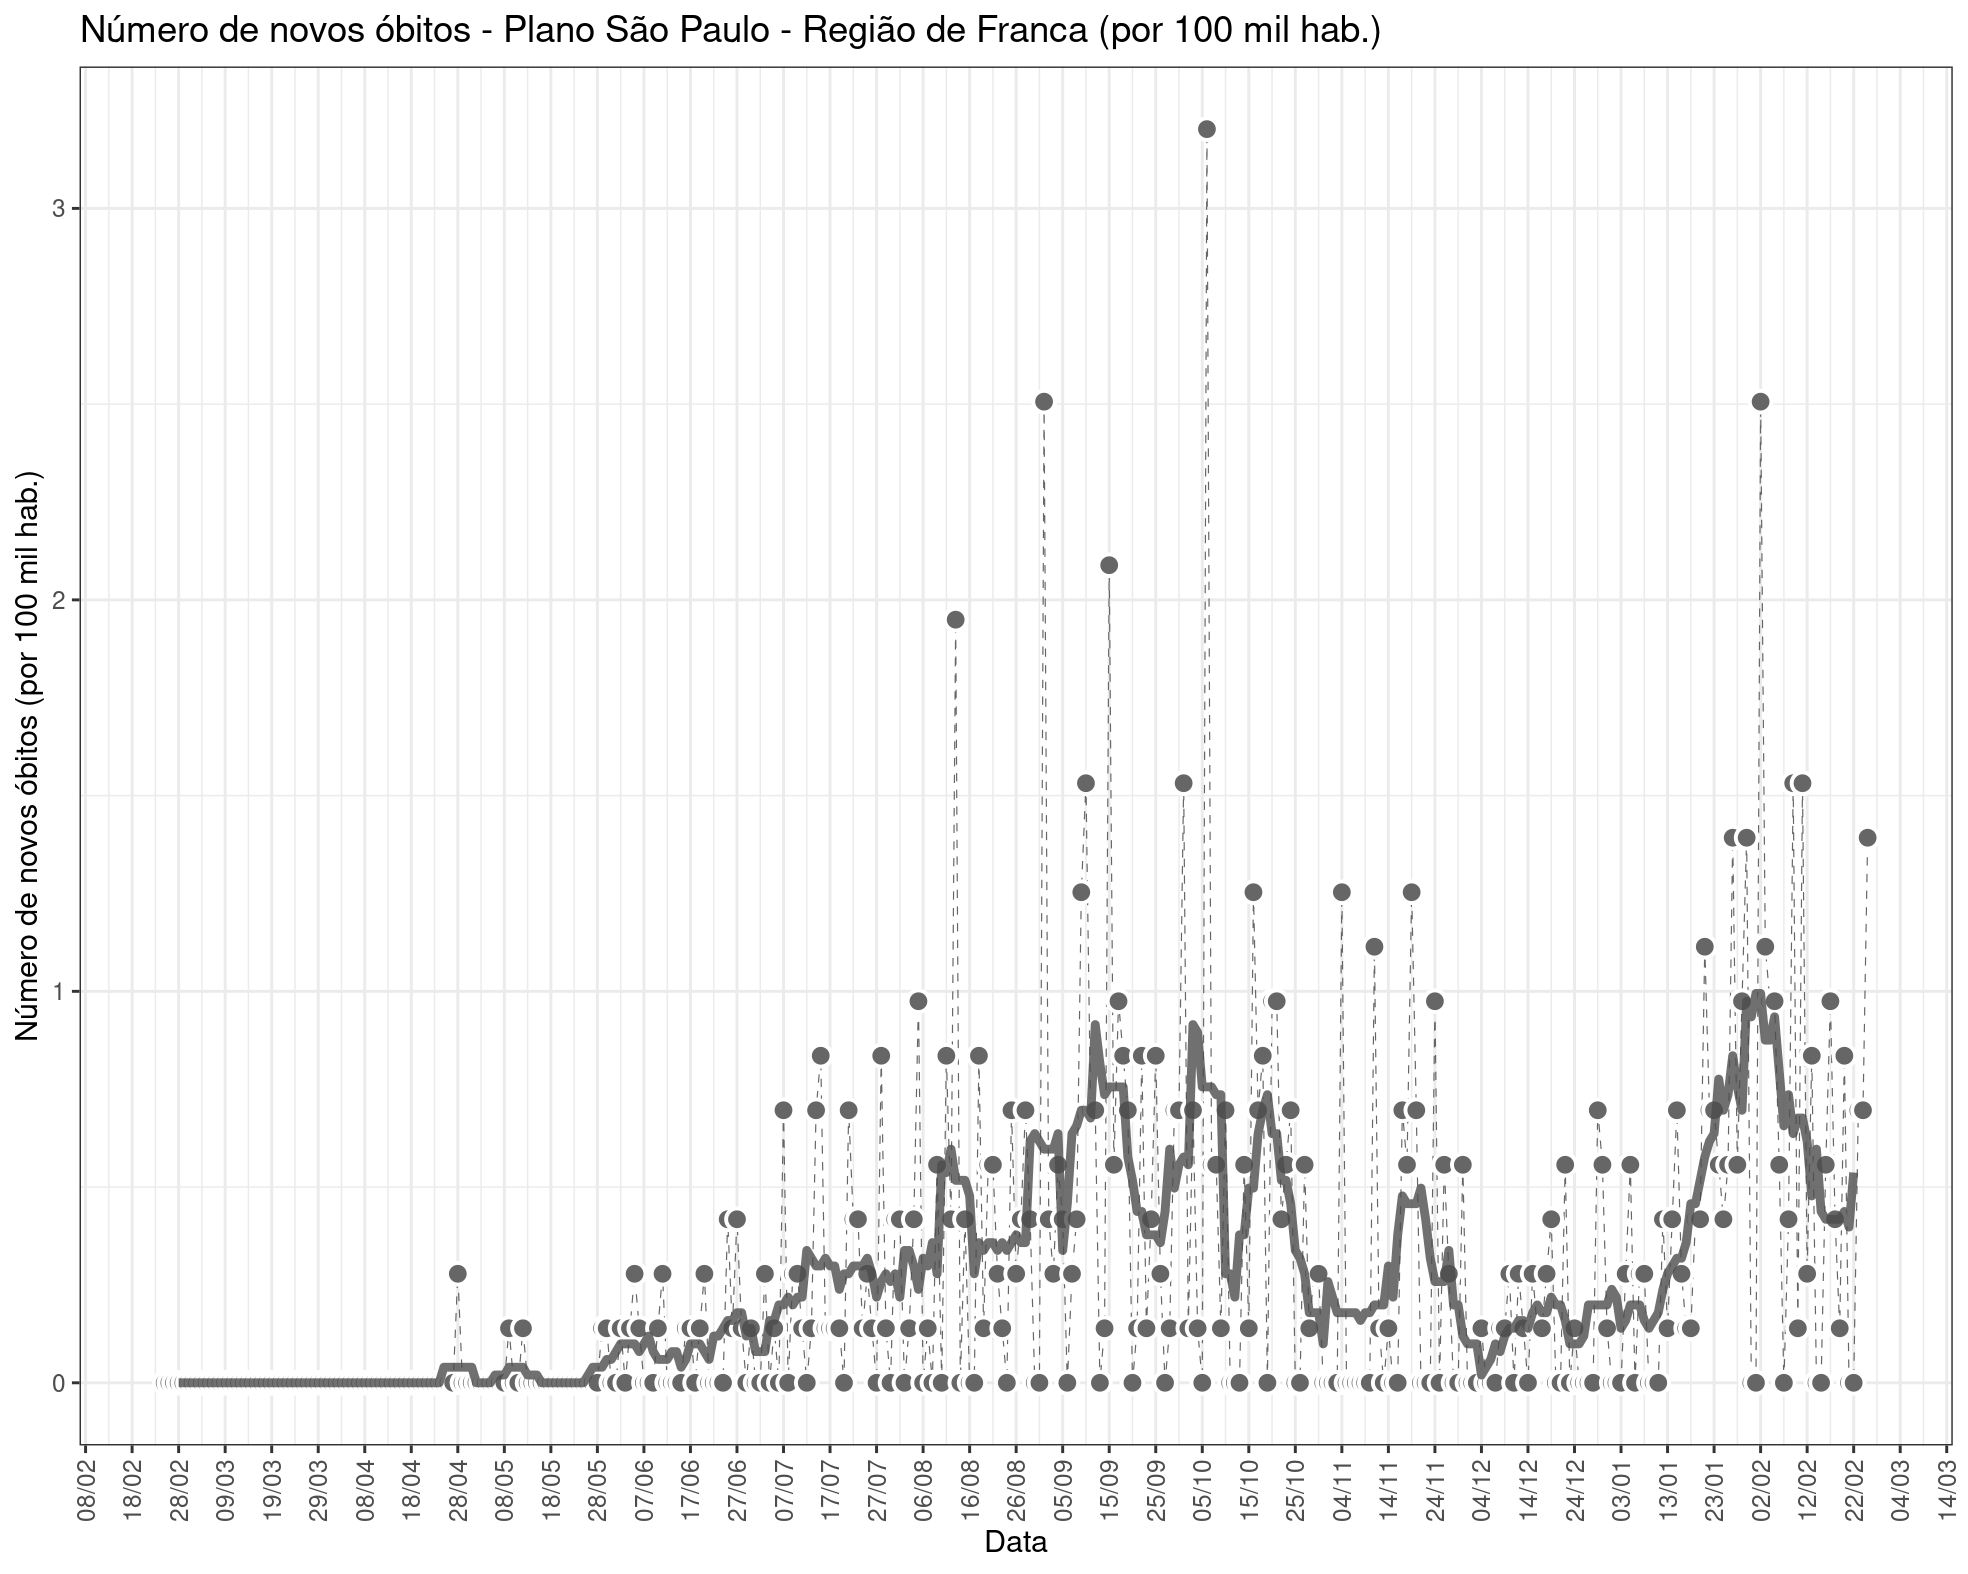 Número de novos óbitos - Plano São Paulo - Região de Franca (por 100 mil hab.)
Número de novos óbitos (por 100 mil hab.)
3
2
1
0
08/02 18/02 28/02 09/03 19/03 29/03 08/04 18/04 28/04 08/05 18/05 28/05 07/06 17/06 27/06 07/07 17/07 27/07 06/08 16/08 26/08 05/09 15/09 25/09 05/10 15/10 25/10 04/11 14/11 24/11 04/12 14/12 24/12 03/01 13/01 23/01 02/02 12/02 22/02 04/03 14/03
Data